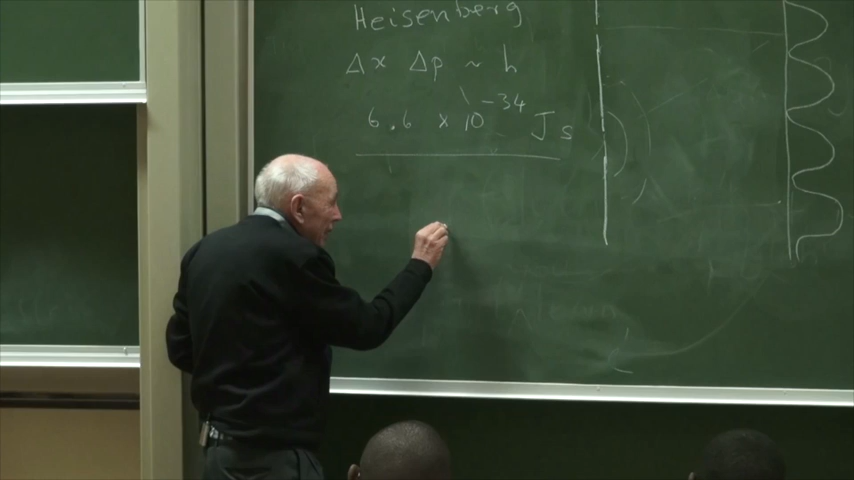 Heisenberg
Δx Δp ~ h
6.6 x 10⁻³⁴ Js